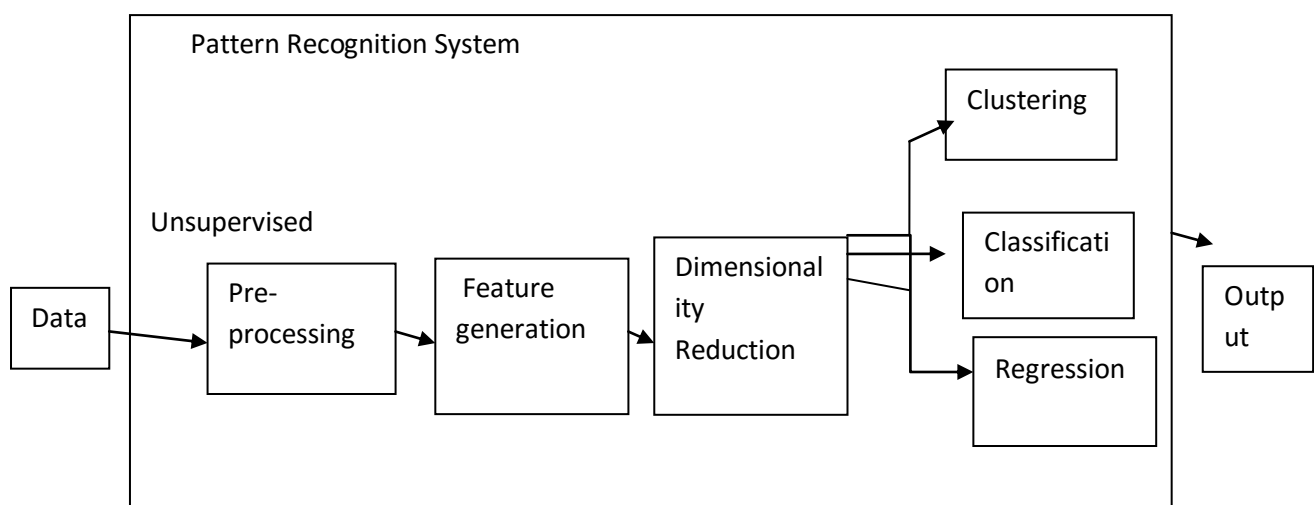 Pattern Recognition System
Clustering
Unsupervised
Classificati
on
Data
Pre-
processing
Feature
generation
Dimensional
ity
Reduction
Regression
Outp
ut